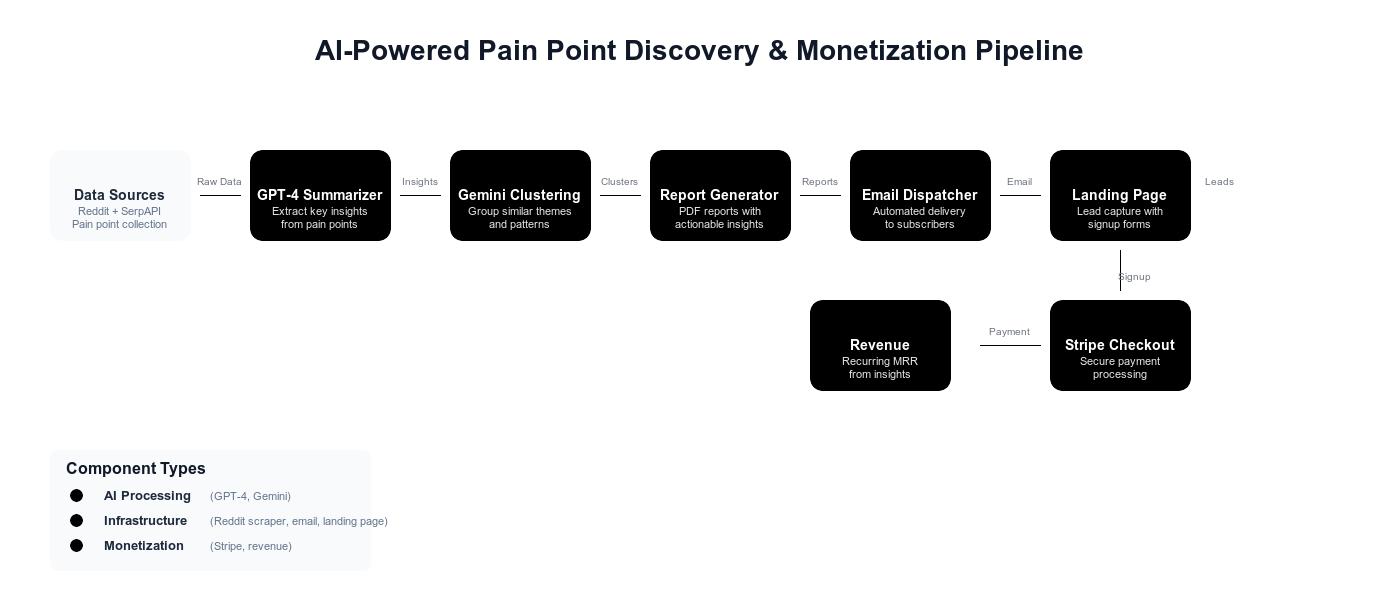 AI-Powered Pain Point Discovery & Monetization Pipeline
Data Sources
Reddit + SerpAPI
Pain point collection
Raw Data
GPT-4 Summarizer
Extract key insights
from pain points
Insights
Gemini Clustering
Group similar themes
and patterns
Clusters
Report Generator
PDF reports with
actionable insights
Reports
Email Dispatcher
Automated delivery
to subscribers
Email
Landing Page
Lead capture with
signup forms
Leads
Signup
Revenue
Recurring MRR
from insights
Payment
Stripe Checkout
Secure payment
processing
Component Types
AI Processing (GPT-4, Gemini)
Infrastructure (Reddit scraper, email, landing page)
Monetization (Stripe, revenue)